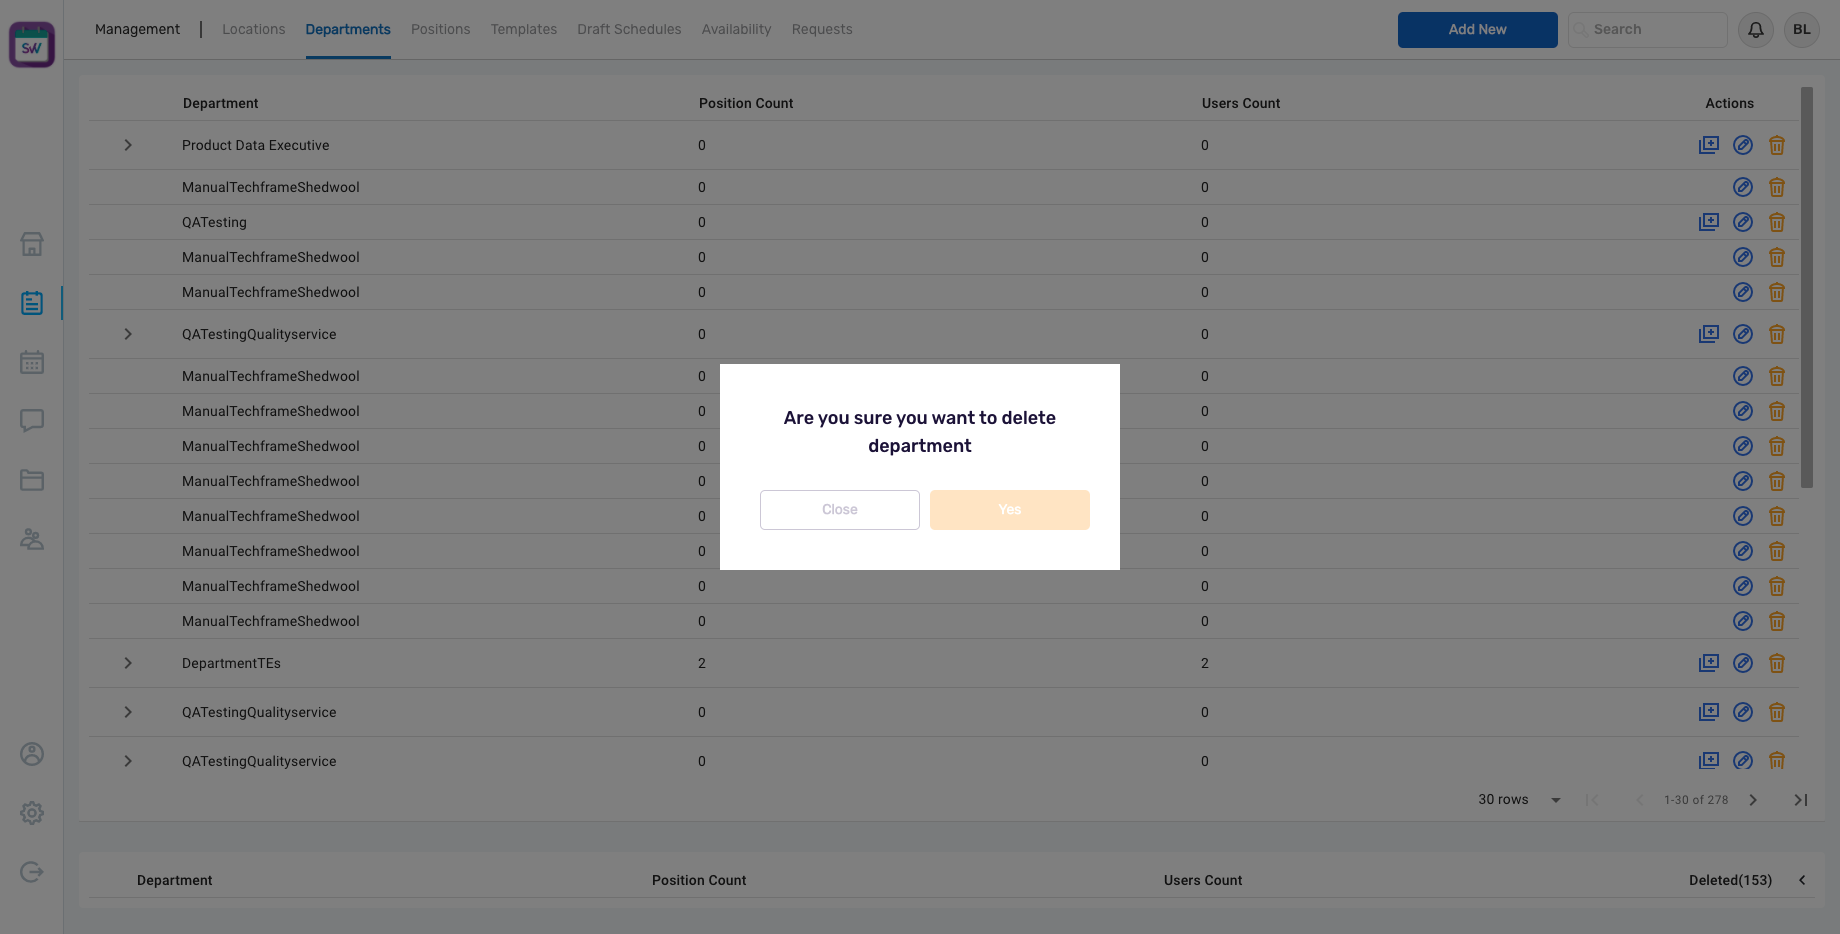 SW
Management | Locations Departments Positions Templates Draft Schedules Availability Requests Add New Search BL
Department Position Count Users Count Actions
Product Data Executive 0 0
ManualTechframeShedwool 0 0
QATesting 0 0
ManualTechframeShedwool 0 0
ManualTechframeShedwool 0 0
QATestingQualityservice 0 0
ManualTechframeShedwool 0 0
ManualTechframeShedwool 0 0
ManualTechframeShedwool 0 0
ManualTechframeShedwool 0 0
ManualTechframeShedwool 0 0
ManualTechframeShedwool 0 0
ManualTechframeShedwool 0 0
ManualTechframeShedwool 0 0
DepartmentTEs 2 2
QATestingQualityservice 0 0
QATestingQualityservice 0 0
30 rows 1-30 of 278
Department Position Count Users Count Deleted(153)
Are you sure you want to delete
department
Close Yes